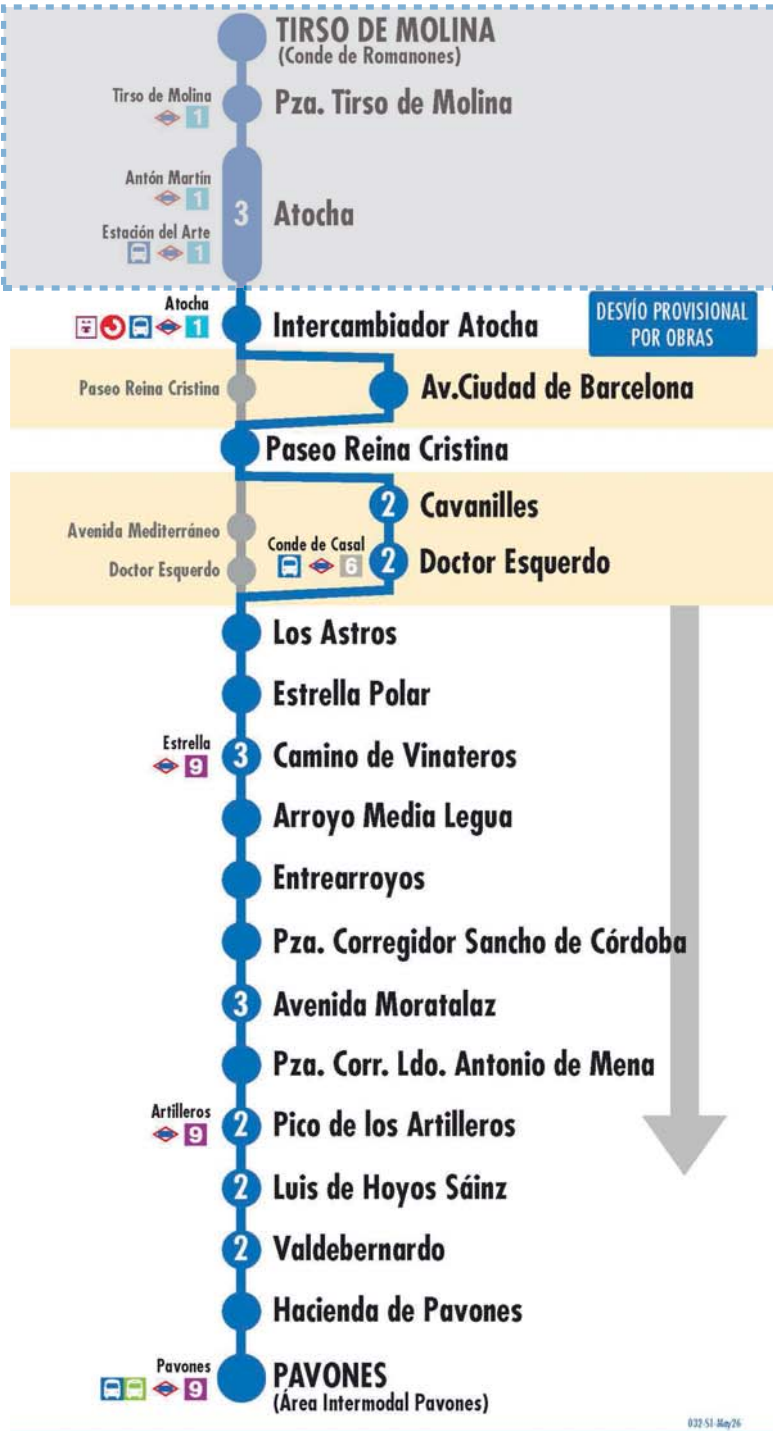 TIRSO DE MOLINA
(Conde de Romanones)
Tirso de Molina
1
Pza. Tirso de Molina
Antón Martín
1
3
Atocha
Estación del Arte
1
Atocha
1
Intercambiador Atocha
DESVÍO PROVISIONAL
POR OBRAS
Paseo Reina Cristina
Av.Ciudad de Barcelona
Paseo Reina Cristina
2
Cavanilles
Avenida Mediterráneo
Conde de Casal
6
2
Doctor Esquerdo
Doctor Esquerdo
Los Astros
Estrella Polar
Estrella
9
3
Camino de Vinateros
Arroyo Media Legua
Entrearroyos
Pza. Corregidor Sancho de Córdoba
3
Avenida Moratalaz
Pza. Corr. Ldo. Antonio de Mena
Artilleros
9
2
Pico de los Artilleros
2
Luis de Hoyos Sáinz
2
Valdebernardo
Hacienda de Pavones
Pavones
9
PAVONES
(Área Intermodal Pavones)
032-S1-May26